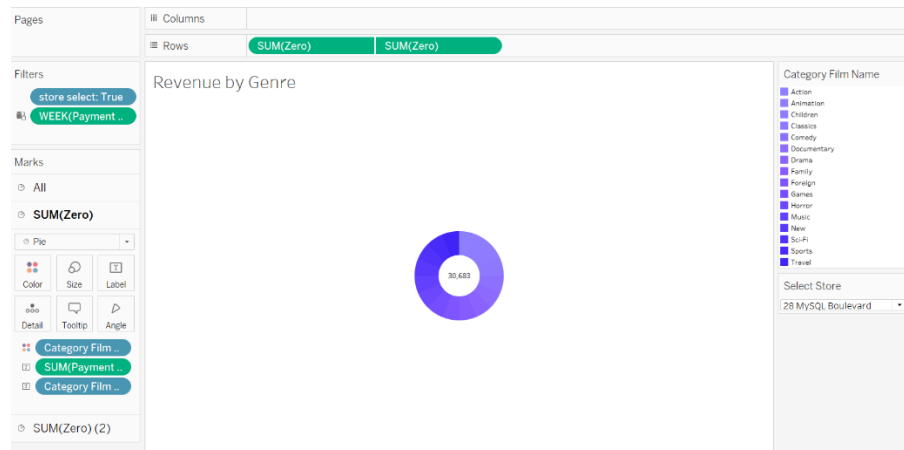 Pages
Columns
Rows
SUM(Zero)
SUM(Zero)
Filters
store select: True
WEEK(Payment ..
Marks
All
SUM(Zero)
Pie
Color
Size
Label
Detail
Tooltip
Angle
Category Film ..
SUM(Payment ..
Category Film ..
SUM(Zero) (2)
Revenue by Genre
30,683
Category Film Name
Action
Animation
Children
Classics
Comedy
Documentary
Drama
Family
Foreign
Games
Horror
Music
New
Sci-Fi
Sports
Travel
Select Store
28 MySQL Boulevard